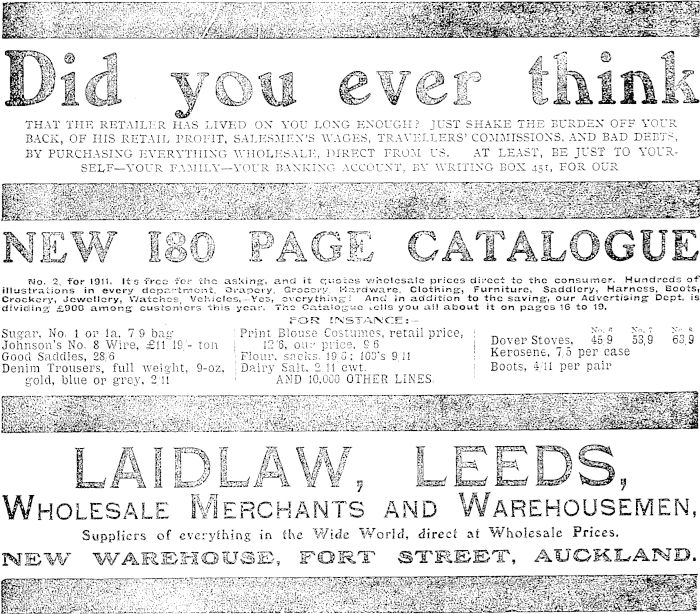 Did you ever think
THAT THE RETAILER HAS LIVED ON YOU LONG ENOUGH? JUST SHAKE THE BURDEN OFF YOUR
BACK, OF HIS RETAIL PROFIT, SALESMEN'S WAGES, TRAVELLERS' COMMISSIONS, AND BAD DEBTS,
BY PURCHASING EVERYTHING WHOLESALE, DIRECT FROM US. AT LEAST, BE JUST TO YOUR-
SELF—YOUR FAMILY—YOUR BANKING ACCOUNT, BY WRITING BOX 451, FOR OUR
NEW 180 PAGE CATALOGUE
No. 2, for 1911. It's free for the asking, and it quotes wholesale prices direct to the consumer. Hundreds of
illustrations in every department, Drapery, Grocery, Hardware, Clothing, Furniture, Saddlery, Harness, Boots,
Crockery, Jewellery, Watches, Vehicles,—Yes, everything! And in addition to the saving, our Advertising Dept. is
dividing £900 among customers this year. The Catalogue tells you all about it on pages 16 to 19.
FOR INSTANCE:—
Sugar, No. 1 or 1a, 7/9 bag
Johnson's No. 8 Wire, £11 19/- ton
Good Saddles, 28/6
Denim Trousers, full weight, 9-oz,
gold, blue or grey, 2/11
Print Blouse Costumes, retail price,
12/6, our price, 9/6
Flour, sacks, 19/6; 100's 9/11
Dairy Salt, 2/11 cwt.
AND 10,000 OTHER LINES.
No. 6 No. 7 No. 8
Dover Stoves, 45/9 53/9 63/9
Kerosene, 7/5 per case
Boots, 4/11 per pair
LAIDLAW, LEEDS,
WHOLESALE MERCHANTS AND WAREHOUSEMEN,
Suppliers of everything in the Wide World, direct at Wholesale Prices.
NEW WAREHOUSE, FORT STREET, AUCKLAND.